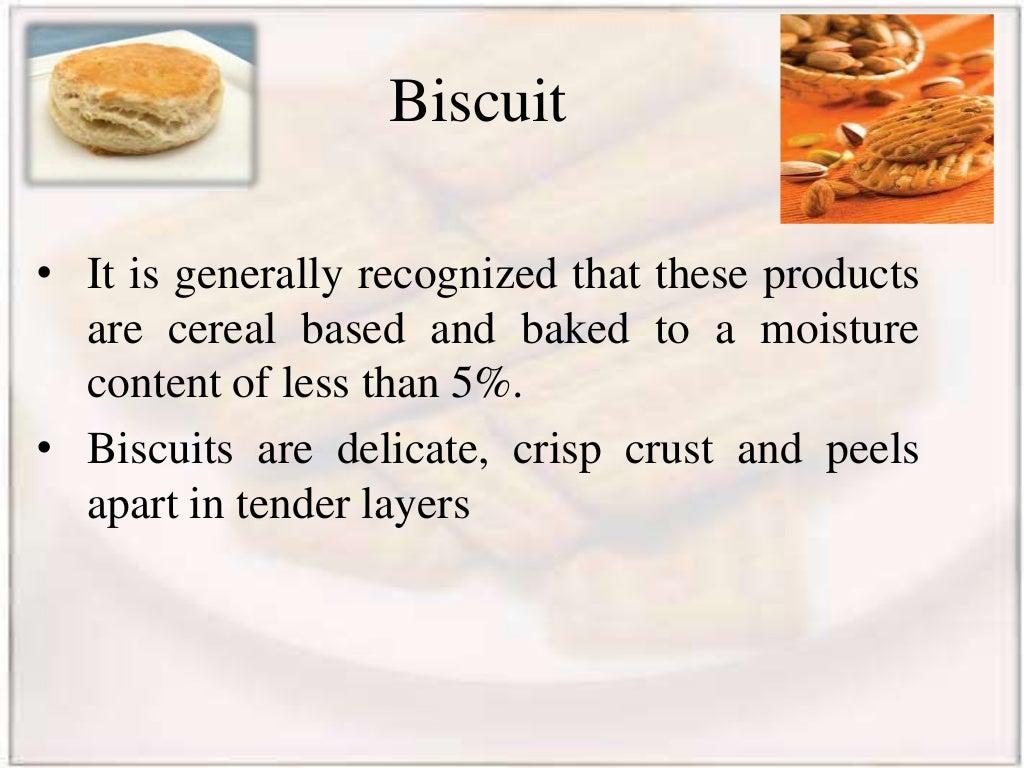 Biscuit
• It is generally recognized that these products
are cereal based and baked to a moisture
content of less than 5%.
• Biscuits are delicate, crisp crust and peels
apart in tender layers